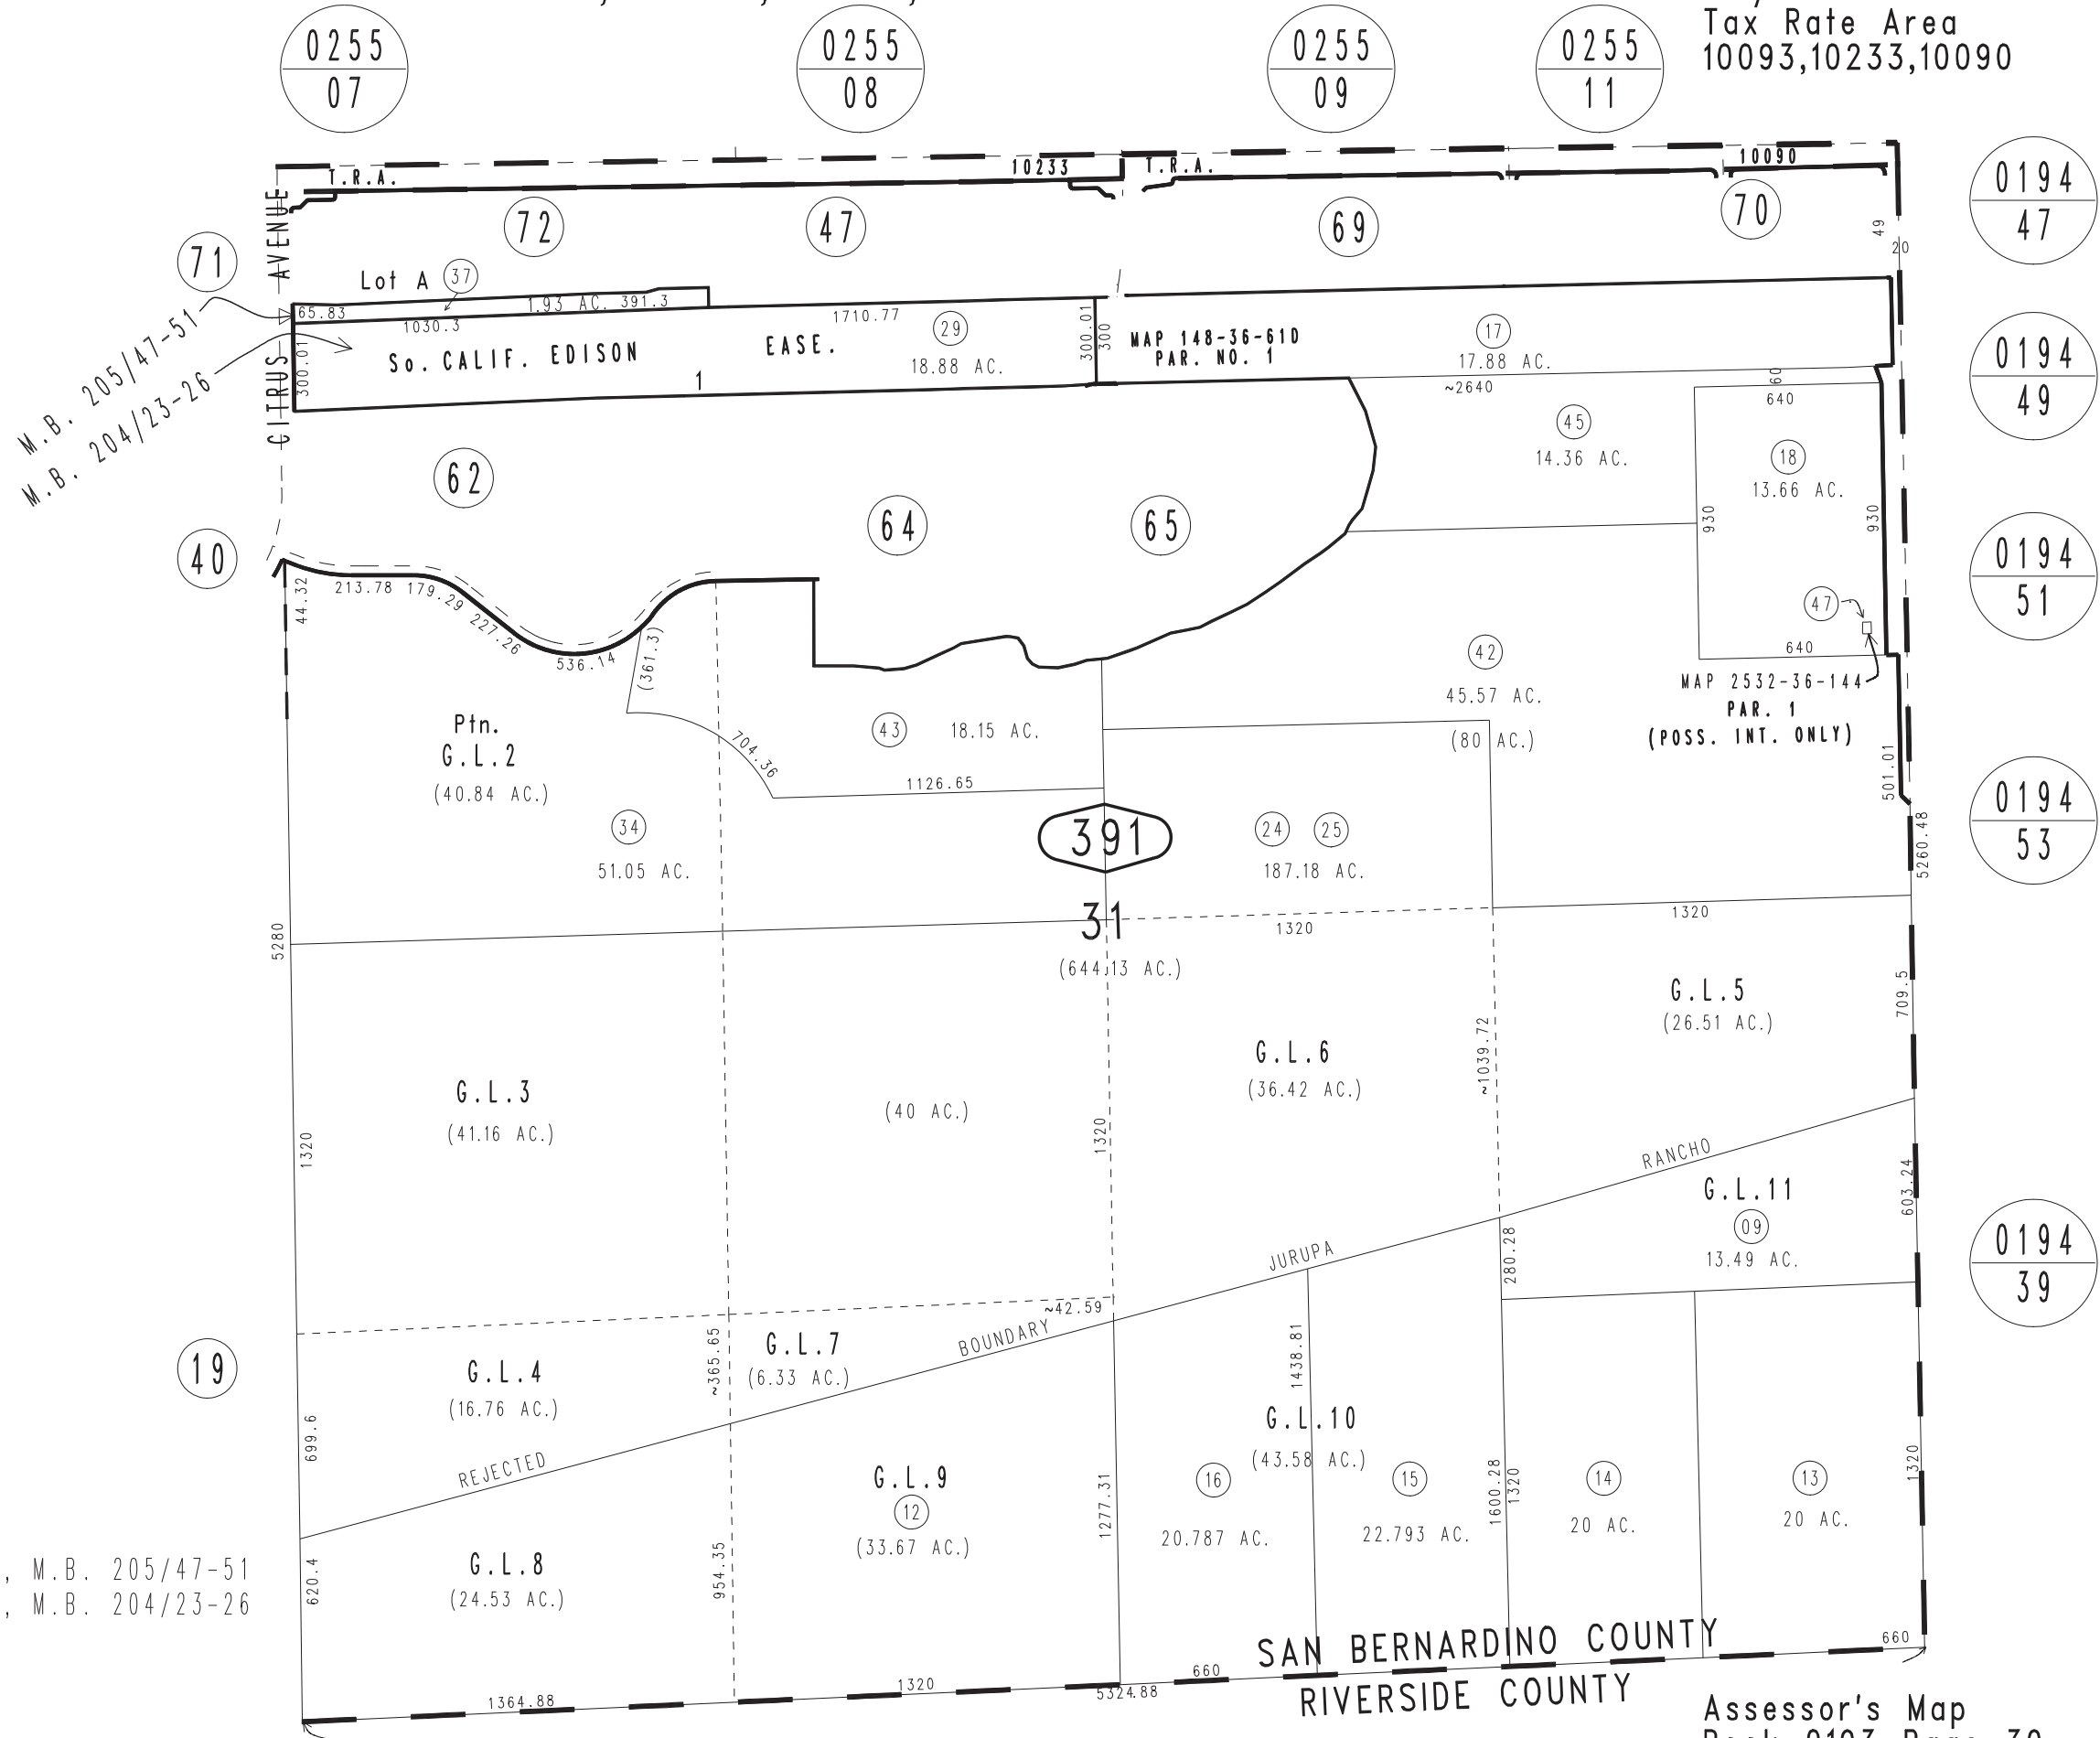 Tax Rate Area
10093,10233,10090
0255
07
0255
08
0255
09
0255
11
0194
47
0194
49
0194
51
0194
53
0194
39
T.R.A.
10233
T.R.A.
10090
CITRUS AVENUE
71
72
47
69
70
49
20
Lot A
37
1.93 AC.
391.3
65.83
1030.3
1710.77
M.B. 205/47-51
M.B. 204/23-26
300.01
So. CALIF. EDISON
EASE.
29
18.88 AC.
1
300.01
300
MAP 148-36-61D
PAR. NO. 1
17
17.88 AC.
~2640
60
640
45
14.36 AC.
18
13.66 AC.
930
930
47
640
MAP 2532-36-144
PAR. 1
(POSS. INT. ONLY)
62
64
65
40
44.32
213.78
179.29
227.26
536.14
(361.3)
704.36
42
45.57 AC.
(80 AC.)
43
18.15 AC.
1126.65
Ptn.
G.L.2
(40.84 AC.)
34
51.05 AC.
391
24
25
187.18 AC.
501.01
5260.48
31
(644.13 AC.)
1320
1320
5280
G.L.3
(41.16 AC.)
1320
(40 AC.)
1320
G.L.6
(36.42 AC.)
~1039.72
G.L.5
(26.51 AC.)
709.5
RANCHO
G.L.11
09
13.49 AC.
603.24
JURUPA
280.28
~42.59
BOUNDARY
19
G.L.4
(16.76 AC.)
~365.65
G.L.7
(6.33 AC.)
699.6
REJECTED
1438.81
G.L.10
(43.58 AC.)
G.L.9
12
(33.67 AC.)
1277.31
16
20.787 AC.
15
22.793 AC.
1600.28
1320
14
20 AC.
13
20 AC.
1320
, M.B. 205/47-51
, M.B. 204/23-26
620.4
G.L.8
(24.53 AC.)
954.35
SAN BERNARDINO COUNTY
RIVERSIDE COUNTY
660
660
1364.88
1320
5324.88
Assessor's Map